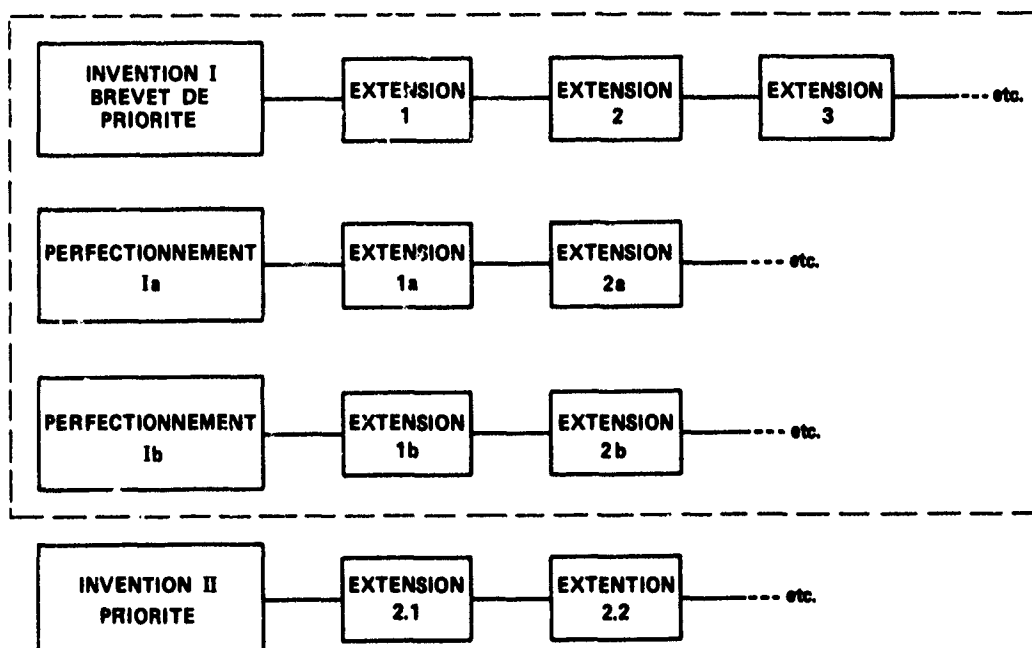 INVENTION I
BREVET DE
PRIORITE
EXTENSION
1
EXTENSION
2
EXTENSION
3
etc.
PERFECTIONNEMENT
Ia
EXTENSION
1a
EXTENSION
2a
etc.
PERFECTIONNEMENT
Ib
EXTENSION
1b
EXTENSION
2b
etc.
INVENTION II
PRIORITE
EXTENSION
2.1
EXTENTION
2.2
etc.